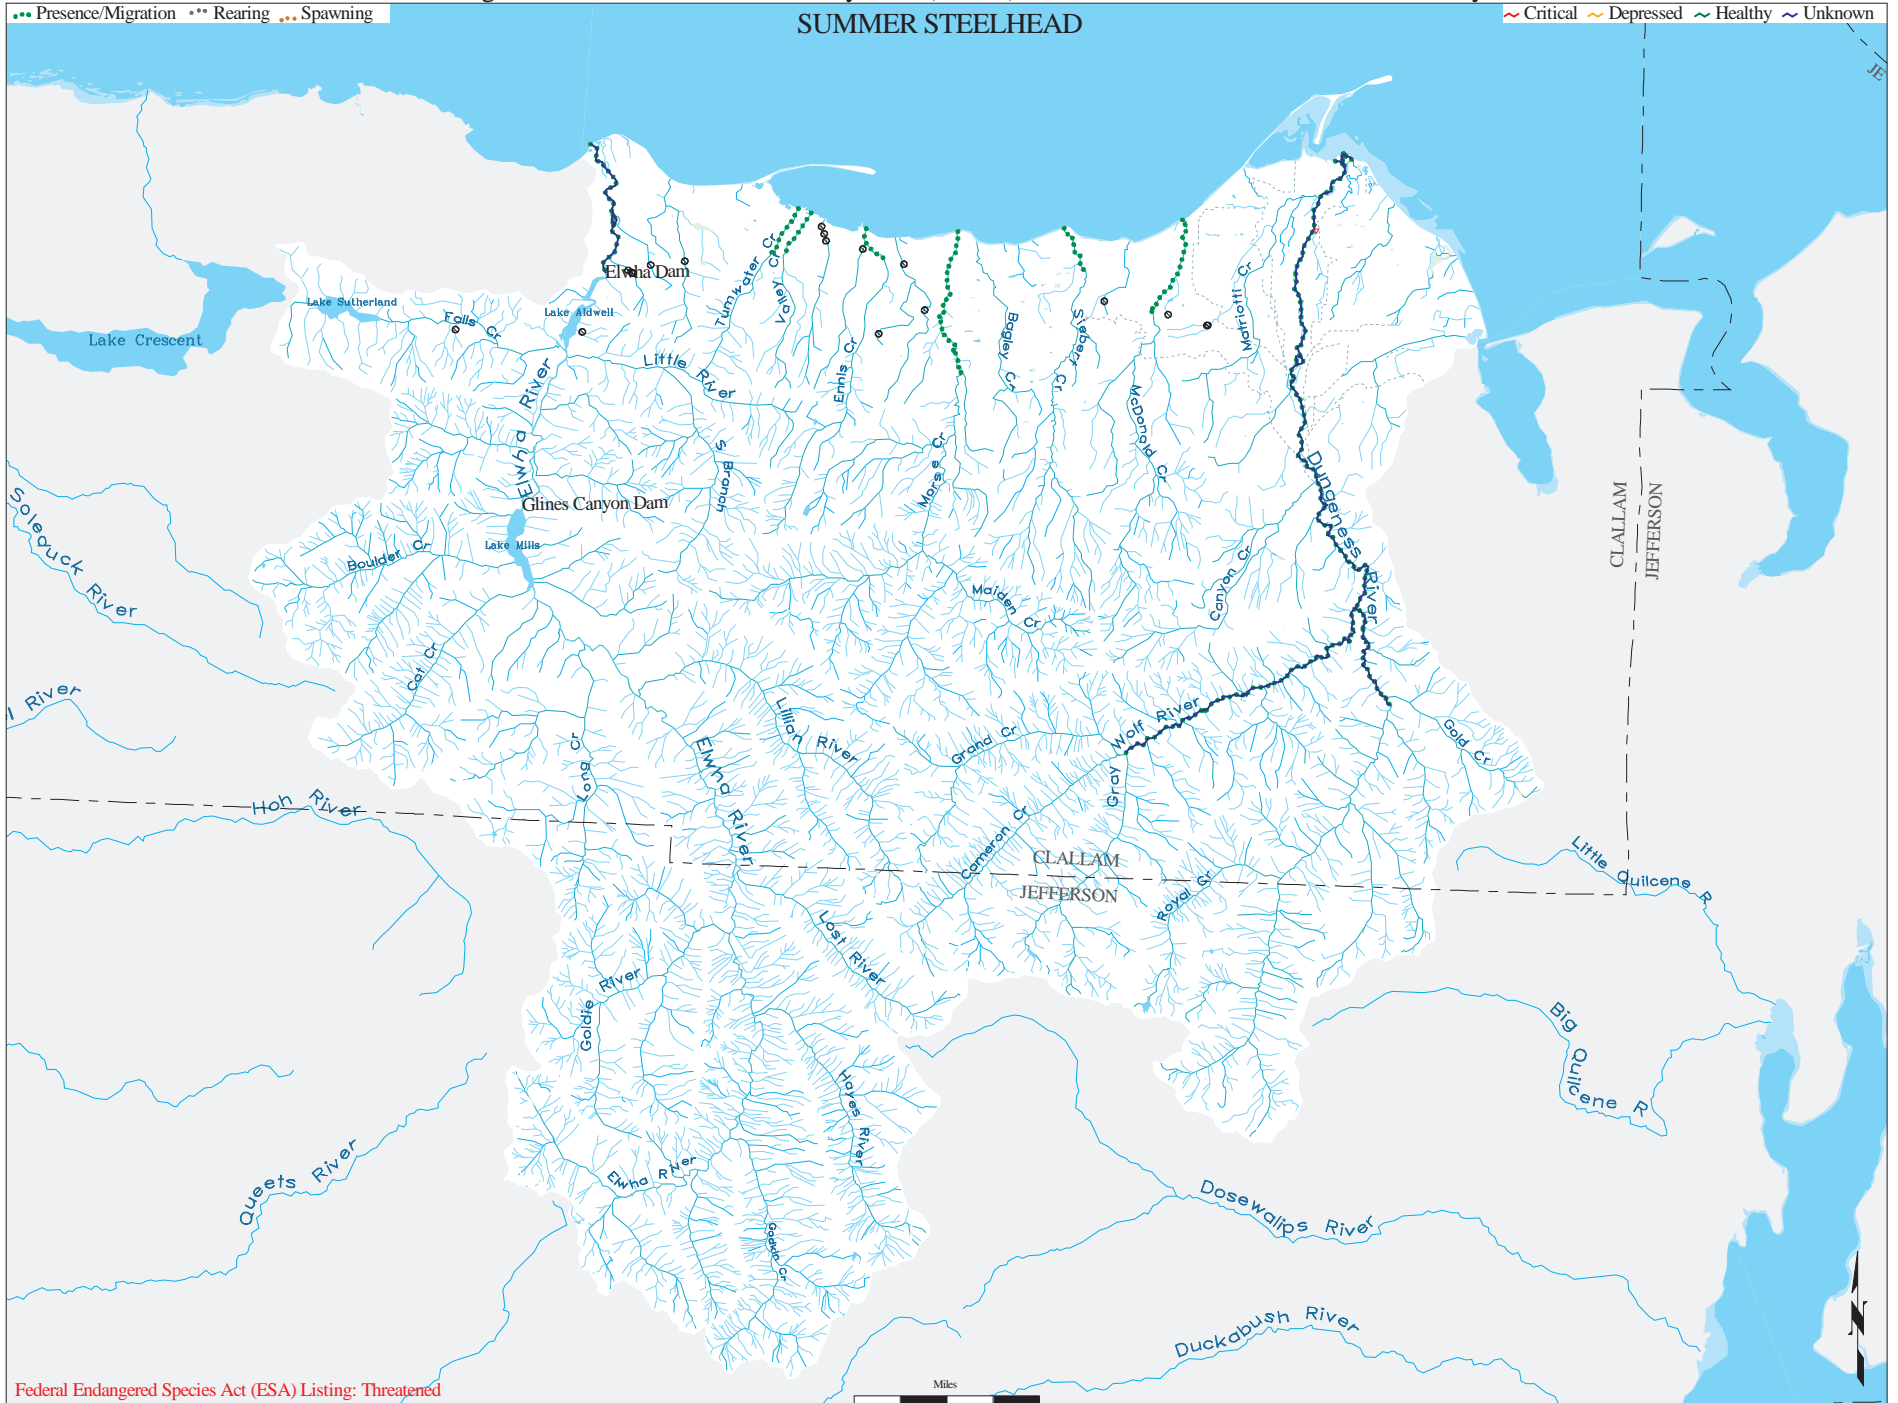 Presence/Migration Rearing Spawning
SUMMER STEELHEAD
Critical Depressed Healthy Unknown
JE
Elwha Dam
Lake Sutherland
Lake Aldwell
Falls Cr
Lake Crescent
Tumwater Cr
Valley Cr
Little River
Ennis Cr
Bagley Cr
Siebert Cr
Matriotti Cr
McDonald Cr
Elwha River
S Branch
Morse Cr
Glines Canyon Dam
Lake Mills
Dungeness River
CLALLAM
JEFFERSON
Soleduck River
Boulder Cr
Canyon Cr
Maiden Cr
Cat Cr
l River
Lillian River
Elwha River
Long Cr
Grand Cr
Gray Wolf River
Gold Cr
Hoh River
Cameron Cr
CLALLAM
JEFFERSON
Royal Cr
Little Quilcene R
Lost River
Goldie River
Big Quilcene R
Hayes River
Elwha River
Queets River
Godkin Cr
Dosewalips River
Duckabush River
N
Federal Endangered Species Act (ESA) Listing: Threatened
Miles